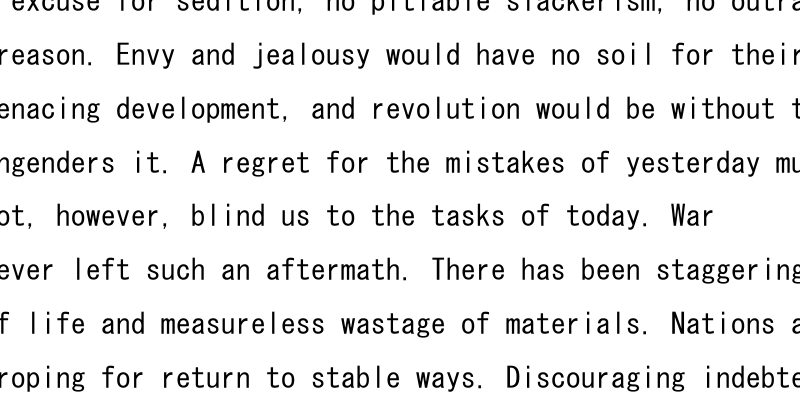 excuse for sedition, no pitiable slackerism, no outra
reason. Envy and jealousy would have no soil for their
enacing development, and revolution would be without t
ngenders it. A regret for the mistakes of yesterday mu
ot, however, blind us to the tasks of today. War
ever left such an aftermath. There has been staggering
f life and measureless wastage of materials. Nations a
roping for return to stable ways. Discouraging indebte